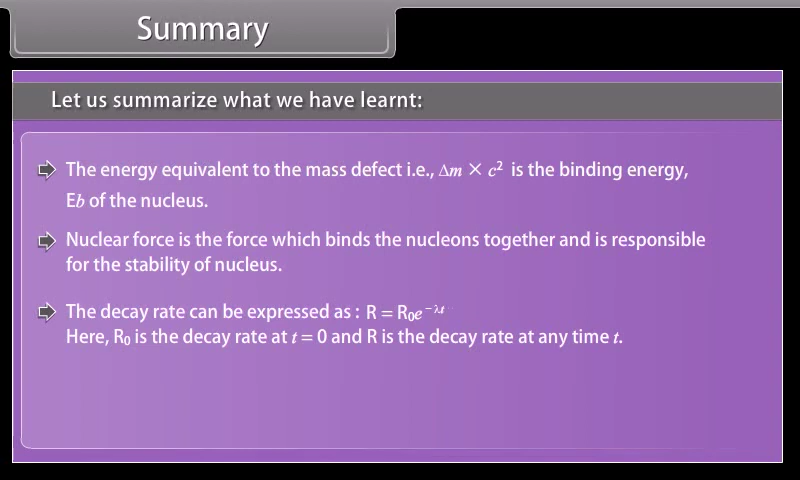 Summary
Let us summarize what we have learnt:
The energy equivalent to the mass defect i.e., Δm × c² is the binding energy,
Eb of the nucleus.
Nuclear force is the force which binds the nucleons together and is responsible
for the stability of nucleus.
The decay rate can be expressed as : R = R₀e^−λt
Here, R₀ is the decay rate at t = 0 and R is the decay rate at any time t.